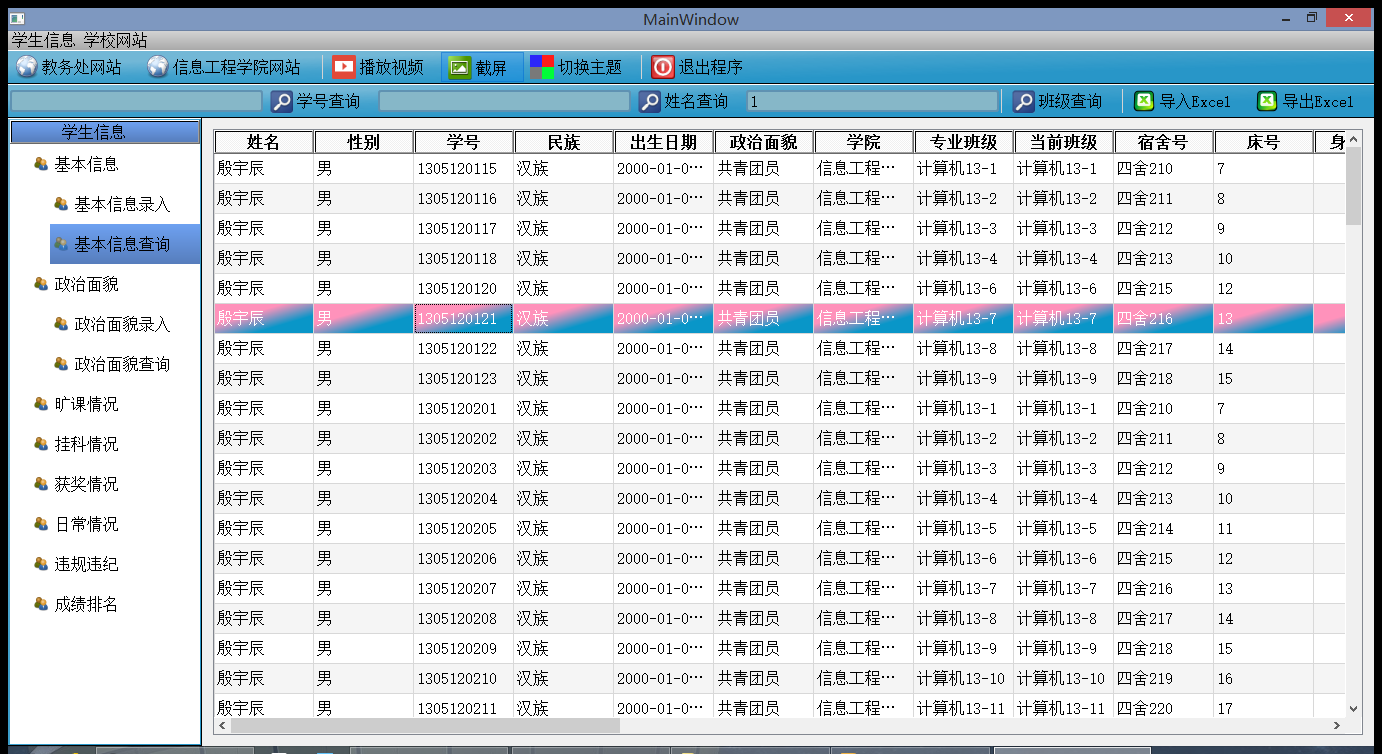 MainWindow
学生信息 学校网站
教务处网站 信息工程学院网站 播放视频 截屏 切换主题 退出程序
学号查询 姓名查询 1 班级查询 导入Excel 导出Excel
学生信息
基本信息
基本信息录入
基本信息查询
政治面貌
政治面貌录入
政治面貌查询
旷课情况
挂科情况
获奖情况
日常情况
违规违纪
成绩排名
姓名 性别 学号 民族 出生日期 政治面貌 学院 专业班级 当前班级 宿舍号 床号 身
殷宇辰 男 1305120115 汉族 2000-01-0… 共青团员 信息工程… 计算机13-1 计算机13-1 四舍210 7
殷宇辰 男 1305120116 汉族 2000-01-0… 共青团员 信息工程… 计算机13-2 计算机13-2 四舍211 8
殷宇辰 男 1305120117 汉族 2000-01-0… 共青团员 信息工程… 计算机13-3 计算机13-3 四舍212 9
殷宇辰 男 1305120118 汉族 2000-01-0… 共青团员 信息工程… 计算机13-4 计算机13-4 四舍213 10
殷宇辰 男 1305120120 汉族 2000-01-0… 共青团员 信息工程… 计算机13-6 计算机13-6 四舍215 12
殷宇辰 男 1305120121 汉族 2000-01-0… 共青团员 信息工程… 计算机13-7 计算机13-7 四舍216 13
殷宇辰 男 1305120122 汉族 2000-01-0… 共青团员 信息工程… 计算机13-8 计算机13-8 四舍217 14
殷宇辰 男 1305120123 汉族 2000-01-0… 共青团员 信息工程… 计算机13-9 计算机13-9 四舍218 15
殷宇辰 男 1305120201 汉族 2000-01-0… 共青团员 信息工程… 计算机13-1 计算机13-1 四舍210 7
殷宇辰 男 1305120202 汉族 2000-01-0… 共青团员 信息工程… 计算机13-2 计算机13-2 四舍211 8
殷宇辰 男 1305120203 汉族 2000-01-0… 共青团员 信息工程… 计算机13-3 计算机13-3 四舍212 9
殷宇辰 男 1305120204 汉族 2000-01-0… 共青团员 信息工程… 计算机13-4 计算机13-4 四舍213 10
殷宇辰 男 1305120205 汉族 2000-01-0… 共青团员 信息工程… 计算机13-5 计算机13-5 四舍214 11
殷宇辰 男 1305120206 汉族 2000-01-0… 共青团员 信息工程… 计算机13-6 计算机13-6 四舍215 12
殷宇辰 男 1305120207 汉族 2000-01-0… 共青团员 信息工程… 计算机13-7 计算机13-7 四舍216 13
殷宇辰 男 1305120208 汉族 2000-01-0… 共青团员 信息工程… 计算机13-8 计算机13-8 四舍217 14
殷宇辰 男 1305120209 汉族 2000-01-0… 共青团员 信息工程… 计算机13-9 计算机13-9 四舍218 15
殷宇辰 男 1305120210 汉族 2000-01-0… 共青团员 信息工程… 计算机13-10 计算机13-10 四舍219 16
殷宇辰 男 1305120211 汉族 2000-01-0… 共青团员 信息工程… 计算机13-11 计算机13-11 四舍220 17